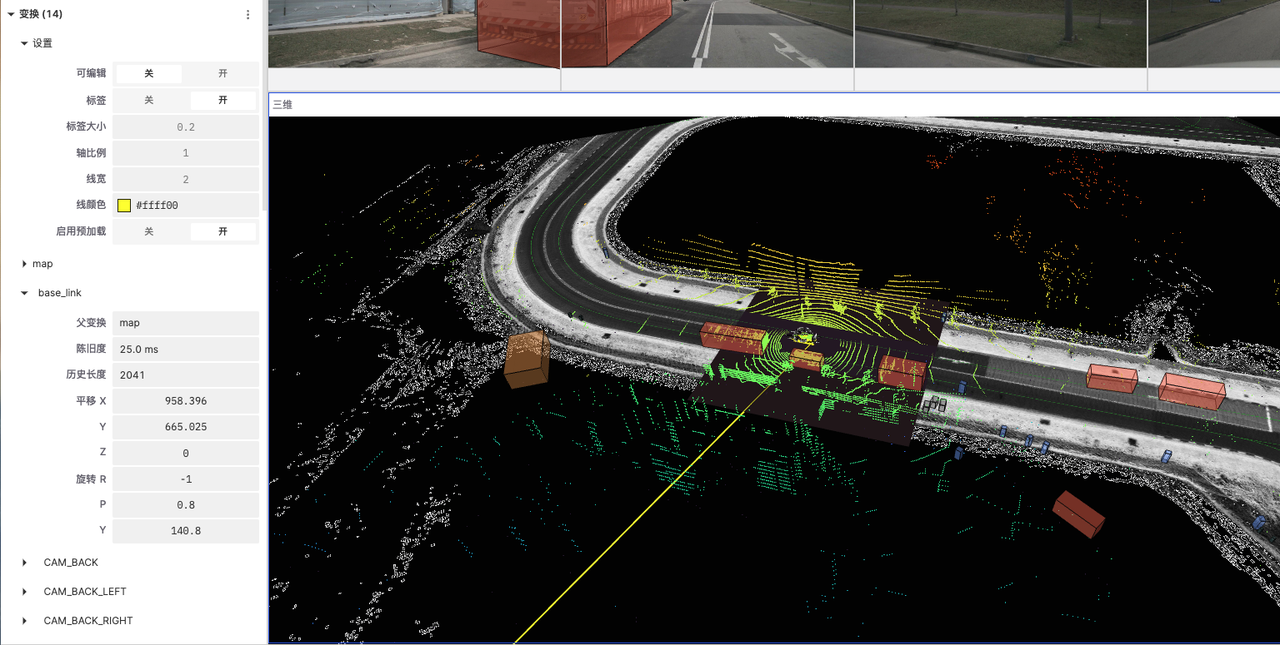 变换 (14)
设置
可编辑 关 开
标签 关 开
标签大小 0.2
轴比例 1
线宽 2
线颜色 #ffff00
启用预加载 关 开
map
base_link
父变换 map
陈旧度 25.0 ms
历史长度 2041
平移 X 958.396
Y 665.025
Z 0
旋转 R -1
P 0.8
Y 140.8
CAM_BACK
CAM_BACK_LEFT
CAM_BACK_RIGHT
三维